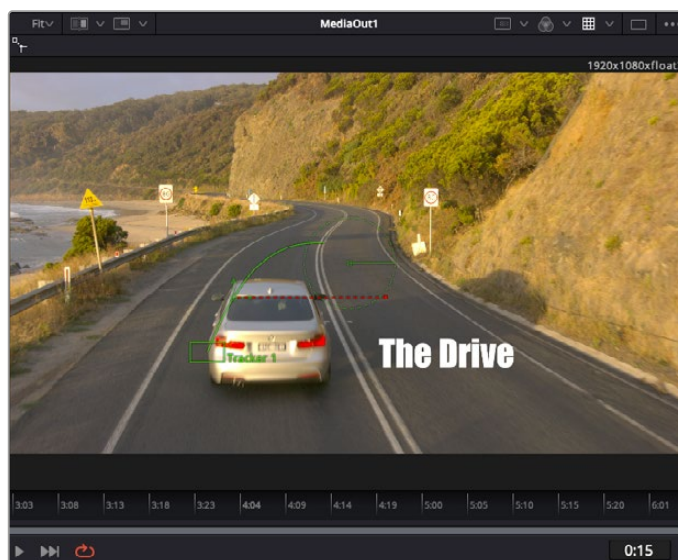 Fit
MediaOut1
1920x1080xfloat
Tracker 1
The Drive
3:03 3:08 3:13 3:18 3:23 4:04 4:09 4:14 4:19 5:00 5:05 5:10 5:15 5:20 6:01
0:15